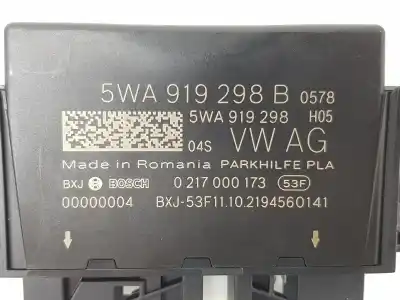 5WA 919 298 B 0578
5WA 919 298 H05
04S VW AG
Made in Romania PARKHILFE PLA
BXJ BOSCH 0 217 000 173 53F
00000004 BXJ-53F11.10.2194560141